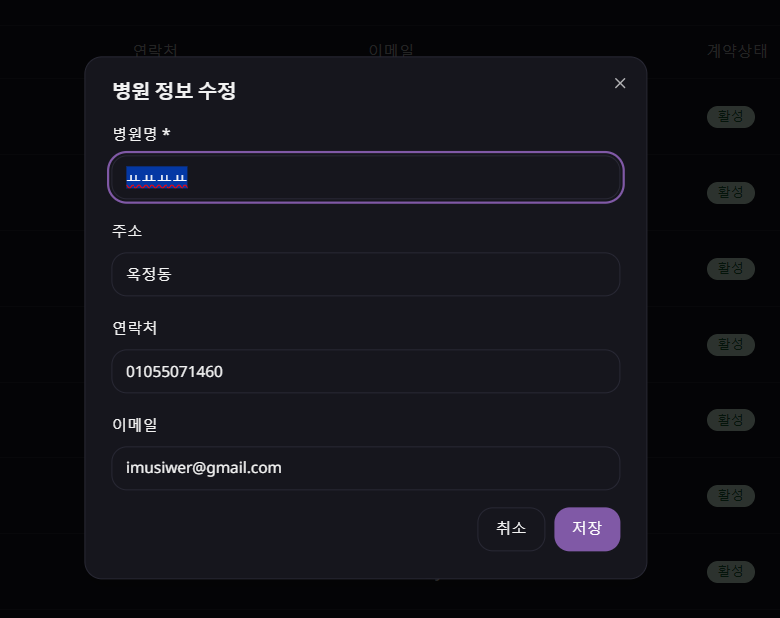 연락처 이메일 계약상태
병원 정보 수정
활성
병원명 *
ㅛㅛㅛㅛ
활성
주소
옥정동
활성
연락처
활성
01055071460
이메일
활성
imusiwer@gmail.com
활성
취소 저장
활성